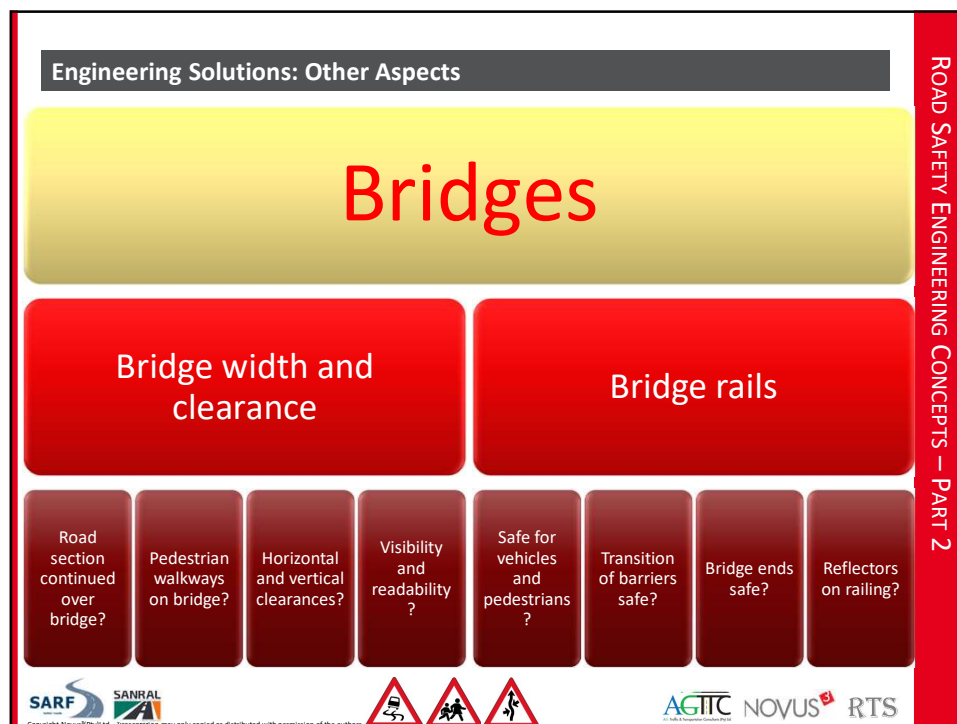 Engineering Solutions: Other Aspects
Bridges
Bridge width and
clearance
Bridge rails
Road
section
continued
over
bridge?
Pedestrian
walkways
on bridge?
Horizontal
and vertical
clearances?
Visibility
and
readability
?
Safe for
vehicles
and
pedestrians
?
Transition
of barriers
safe?
Bridge ends
safe?
Reflectors
on railing?
ROAD SAFETY ENGINEERING CONCEPTS – PART 2
SARF
SANRAL
AGTTC
NOVUS3
RTS